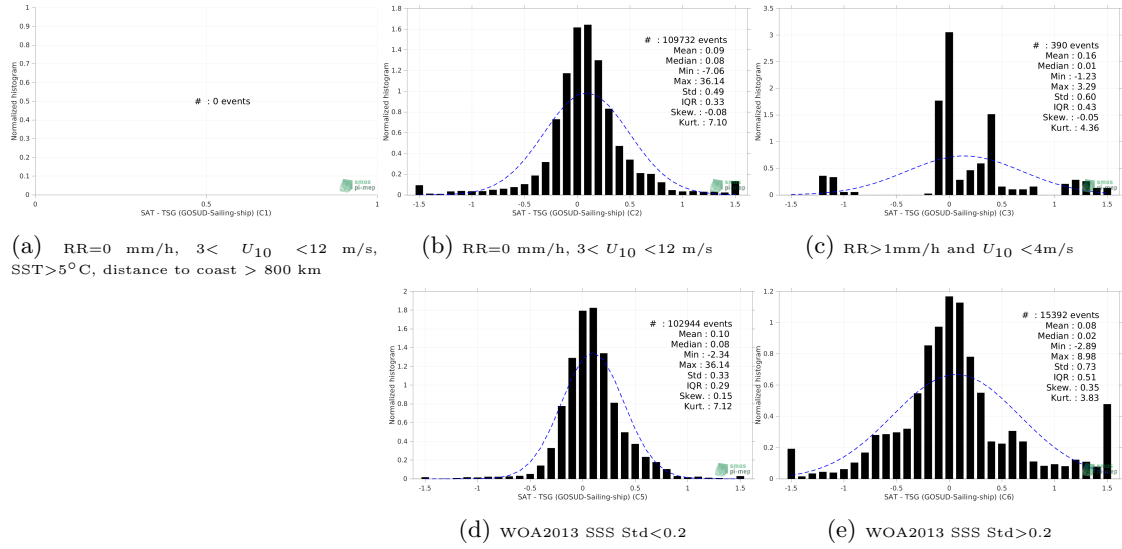 1
0.9
0.8
0.7
0.6
0.5
0.4
0.3
0.2
0.1
0
Normalized histogram
# : 0 events
smos
pi-mep
0 0.5 1
SAT - TSG (GOSUD-Sailing-ship) (C1)
(a) RR=0 mm/h, 3< U10 <12 m/s,
SST>5°C, distance to coast > 800 km
1.8
1.6
1.4
1.2
1
0.8
0.6
0.4
0.2
0
Normalized histogram
# : 109732 events
Mean : 0.09
Median : 0.08
Min : -7.06
Max : 36.14
Std : 0.49
IQR : 0.33
Skew. : -0.08
Kurt. : 7.10
smos
pi-mep
-1.5 -1 -0.5 0 0.5 1 1.5
SAT - TSG (GOSUD-Sailing-ship) (C2)
(b) RR=0 mm/h, 3< U10 <12 m/s
3.5
3
2.5
2
1.5
1
0.5
0
Normalized histogram
# : 390 events
Mean : 0.16
Median : 0.01
Min : -1.23
Max : 3.29
Std : 0.60
IQR : 0.43
Skew. : -0.05
Kurt. : 4.36
smos
pi-mep
-1.5 -1 -0.5 0 0.5 1 1.5
SAT - TSG (GOSUD-Sailing-ship) (C3)
(c) RR>1mm/h and U10 <4m/s
2
1.8
1.6
1.4
1.2
1
0.8
0.6
0.4
0.2
0
Normalized histogram
# : 102944 events
Mean : 0.10
Median : 0.08
Min : -2.34
Max : 36.14
Std : 0.33
IQR : 0.29
Skew. : 0.15
Kurt. : 7.12
smos
pi-mep
-1.5 -1 -0.5 0 0.5 1 1.5
SAT - TSG (GOSUD-Sailing-ship) (C5)
(d) WOA2013 SSS Std<0.2
1.2
1
0.8
0.6
0.4
0.2
0
Normalized histogram
# : 15392 events
Mean : 0.08
Median : 0.02
Min : -2.89
Max : 8.98
Std : 0.73
IQR : 0.51
Skew. : 0.35
Kurt. : 3.83
smos
pi-mep
-1.5 -1 -0.5 0 0.5 1 1.5
SAT - TSG (GOSUD-Sailing-ship) (C6)
(e) WOA2013 SSS Std>0.2